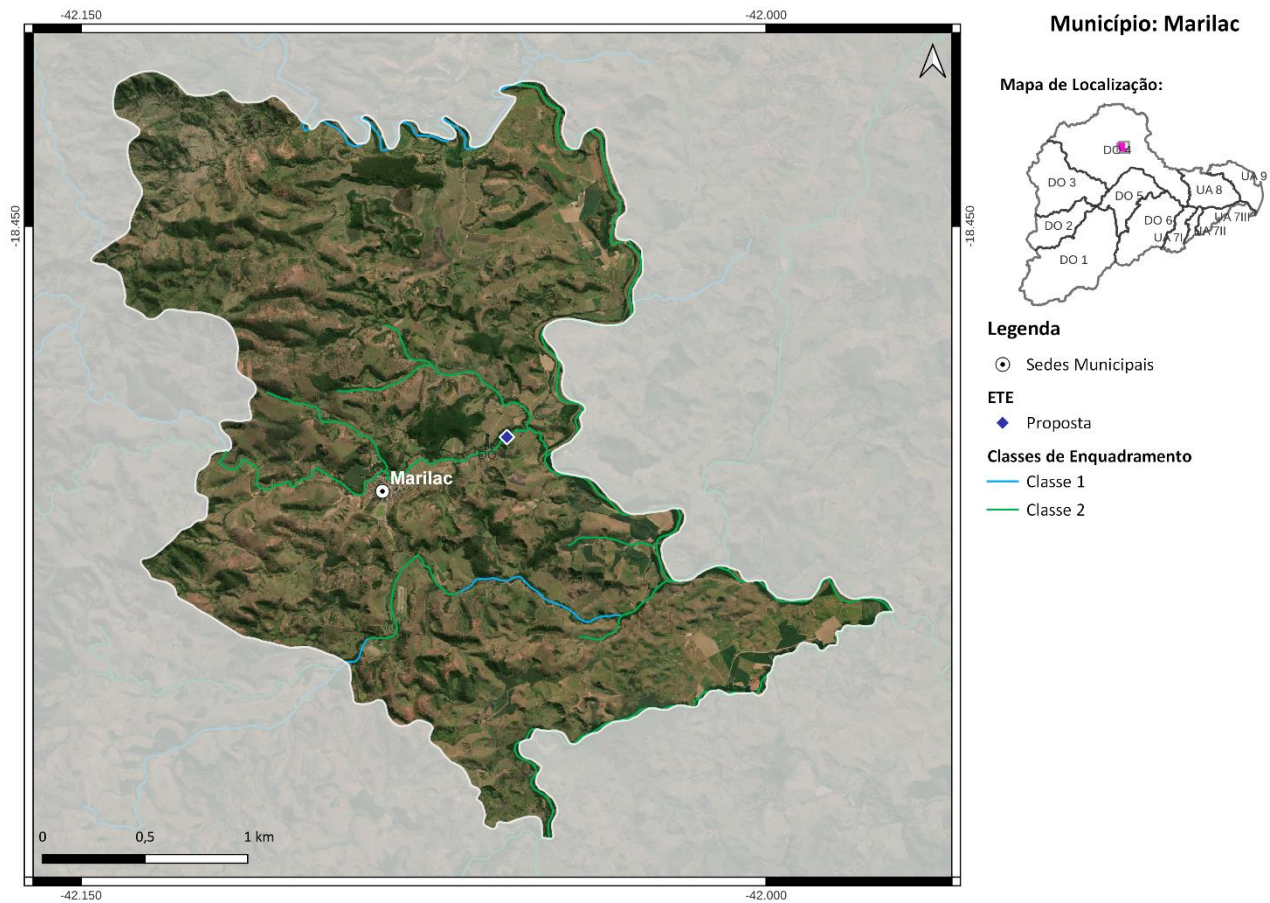 -42.150
-42.000
Município: Marilac
Mapa de Localização:
DO 4
DO 3
DO 5
UA 8
UA 9
DO 2
DO 6
UA 7III
UA 7II
UA 7I
DO 1
-18.450
-18.450
Legenda
Sedes Municipais
ETE
Proposta
Classes de Enquadramento
Classe 1
Classe 2
DO
Marilac
0
0,5
1 km
-42.150
-42.000